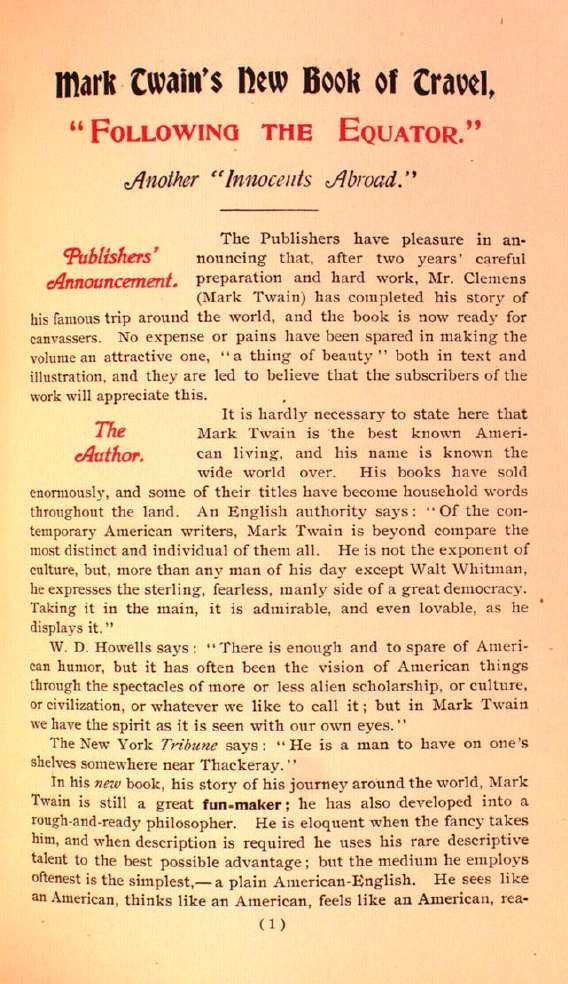 Mark Twain's New Book of Travel,
"FOLLOWING THE EQUATOR."
Another "Innocents Abroad."
Publishers'
Announcement.
The Publishers have pleasure in an-
nouncing that, after two years' careful
preparation and hard work, Mr. Clemens
(Mark Twain) has completed his story of
his famous trip around the world, and the book is now ready for
canvassers. No expense or pains have been spared in making the
volume an attractive one, "a thing of beauty" both in text and
illustration, and they are led to believe that the subscribers of the
work will appreciate this.
The
Author.
It is hardly necessary to state here that
Mark Twain is the best known Ameri-
can living, and his name is known the
wide world over. His books have sold
enormously, and some of their titles have become household words
throughout the land. An English authority says: "Of the con-
temporary American writers, Mark Twain is beyond compare the
most distinct and individual of them all. He is not the exponent of
culture, but, more than any man of his day except Walt Whitman,
he expresses the sterling, fearless, manly side of a great democracy.
Taking it in the main, it is admirable, and even lovable, as he
displays it."
W. D. Howells says: "There is enough and to spare of Ameri-
can humor, but it has often been the vision of American things
through the spectacles of more or less alien scholarship, or culture,
or civilization, or whatever we like to call it; but in Mark Twain
we have the spirit as it is seen with our own eyes."
The New York Tribune says: "He is a man to have on one's
shelves somewhere near Thackeray."
In his new book, his story of his journey around the world, Mark
Twain is still a great fun-maker; he has also developed into a
rough-and-ready philosopher. He is eloquent when the fancy takes
him, and when description is required he uses his rare descriptive
talent to the best possible advantage; but the medium he employs
oftenest is the simplest,—a plain American-English. He sees like
an American, thinks like an American, feels like an American, rea-
(1)